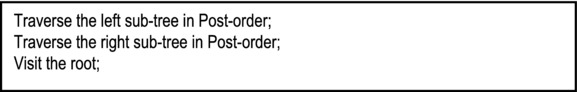 Traverse the left sub-tree in Post-order;
Traverse the right sub-tree in Post-order;
Visit the root;